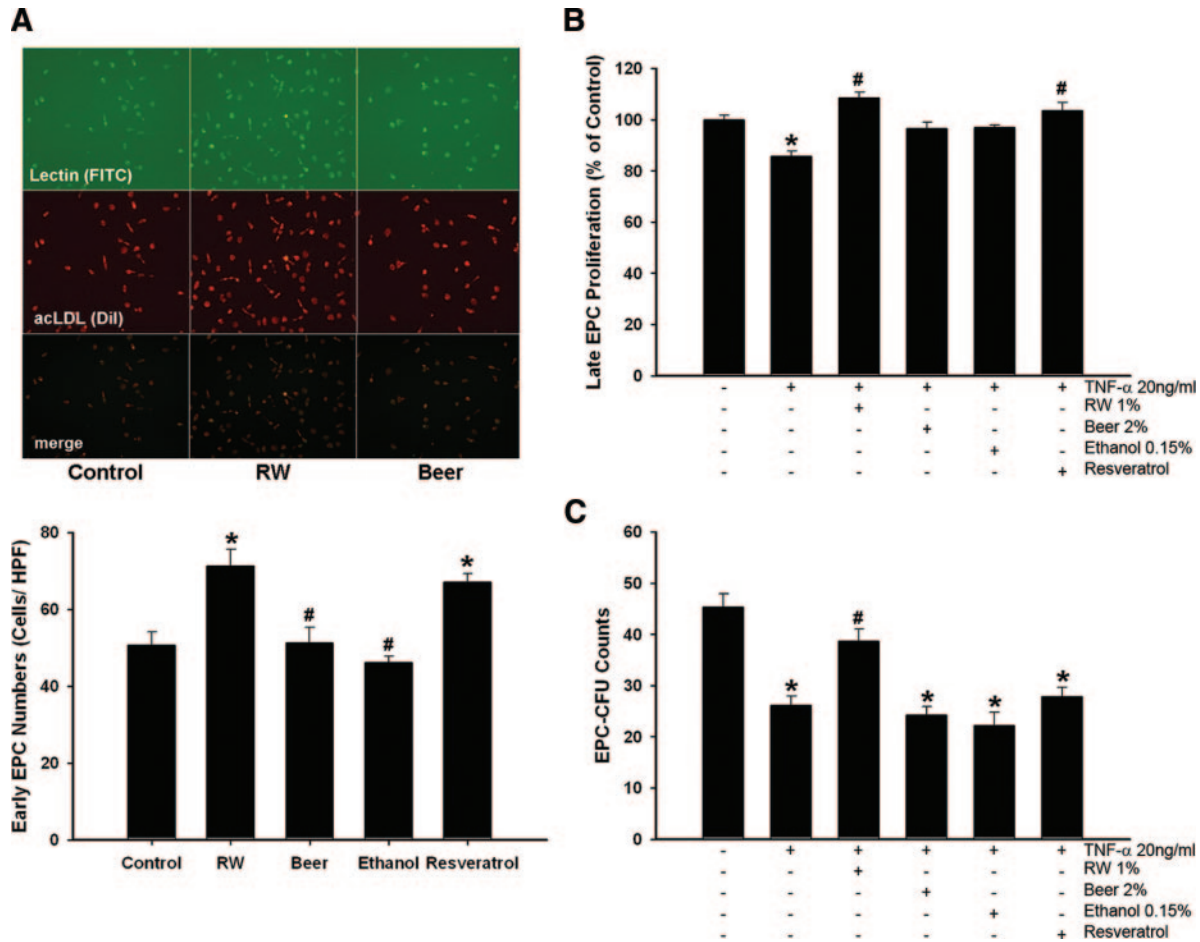 A
Lectin (FITC)
acLDL (DiI)
merge
Control RW Beer
Early EPC Numbers (Cells/ HPF)
80
60
40
20
0
* # # *
Control RW Beer Ethanol Resveratrol
B
Late EPC Proliferation (% of Control)
120
100
80
60
40
20
0
* # #
- + + + + + TNF-α 20ng/ml
- - + - - - RW 1%
- - - + - - Beer 2%
- - - - + - Ethanol 0.15%
- - - - - + Resveratrol
C
EPC-CFU Counts
60
50
40
30
20
10
0
* # * * *
- + + + + + TNF-α 20ng/ml
- - + - - - RW 1%
- - - + - - Beer 2%
- - - - + - Ethanol 0.15%
- - - - - + Resveratrol